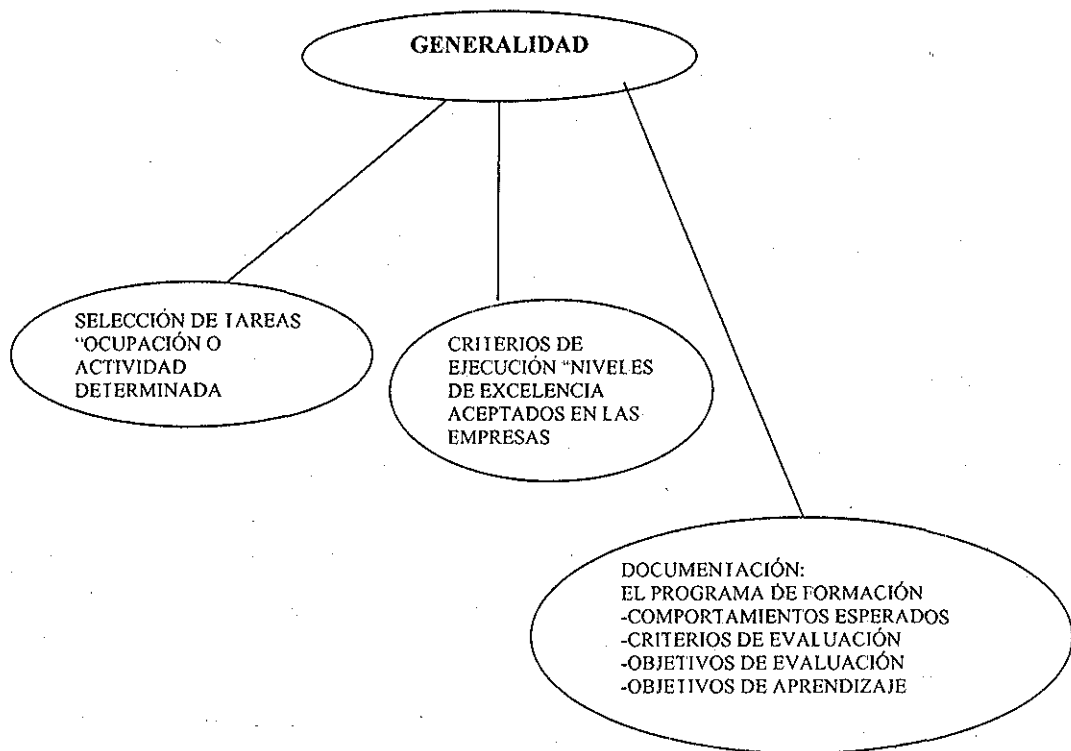 GENERALIDAD
SELECCIÓN DE TAREAS
"OCUPACIÓN O
ACTIVIDAD
DETERMINADA
CRITERIOS DE
EJECUCIÓN "NIVELES
DE EXCELENCIA
ACEPTADOS EN LAS
EMPRESAS
DOCUMENTACIÓN:
EL PROGRAMA DE FORMACIÓN
-COMPORTAMIENTOS ESPERADOS
-CRITERIOS DE EVALUACIÓN
-OBJETIVOS DE EVALUACIÓN
-OBJETIVOS DE APRENDIZAJE